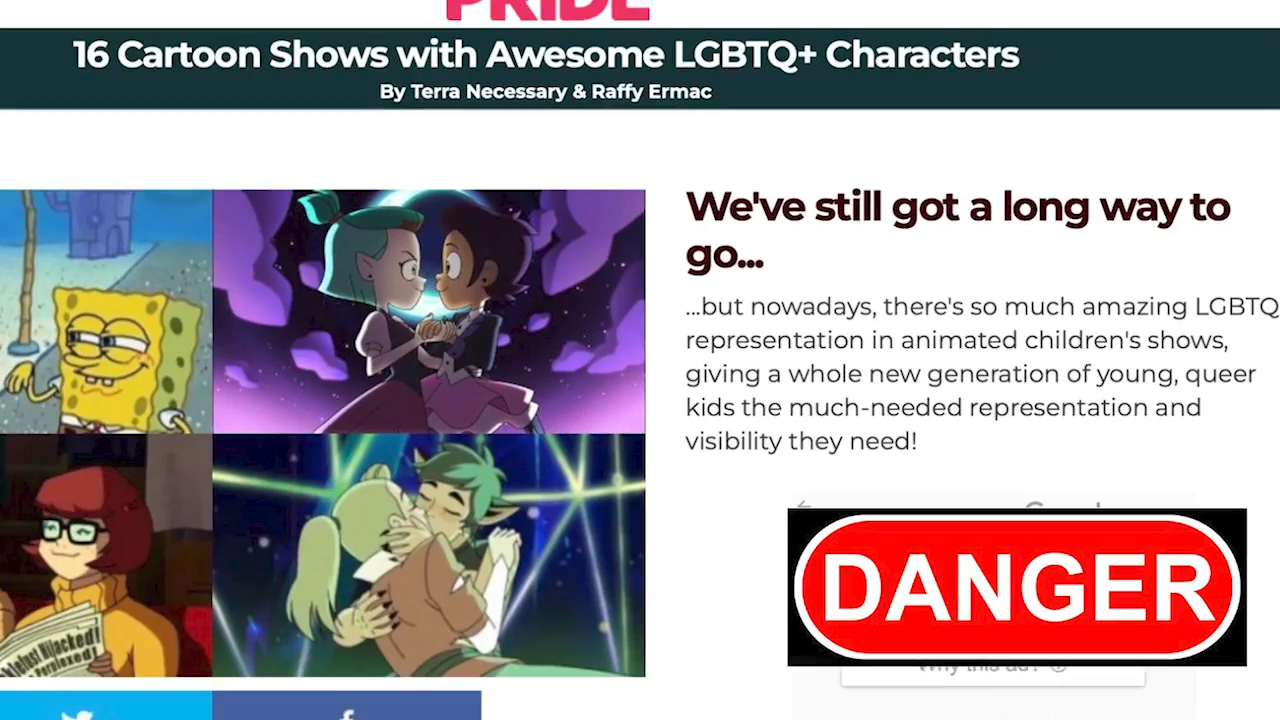 PRIDE
16 Cartoon Shows with Awesome LGBTQ+ Characters
By Terra Necessary & Raffy Ermac
We've still got a long way to
go...
...but nowadays, there's so much amazing LGBTQ
representation in animated children's shows,
giving a whole new generation of young, queer
kids the much-needed representation and
visibility they need!
DANGER
Why this ad?
Hijacked!
Perplexed!